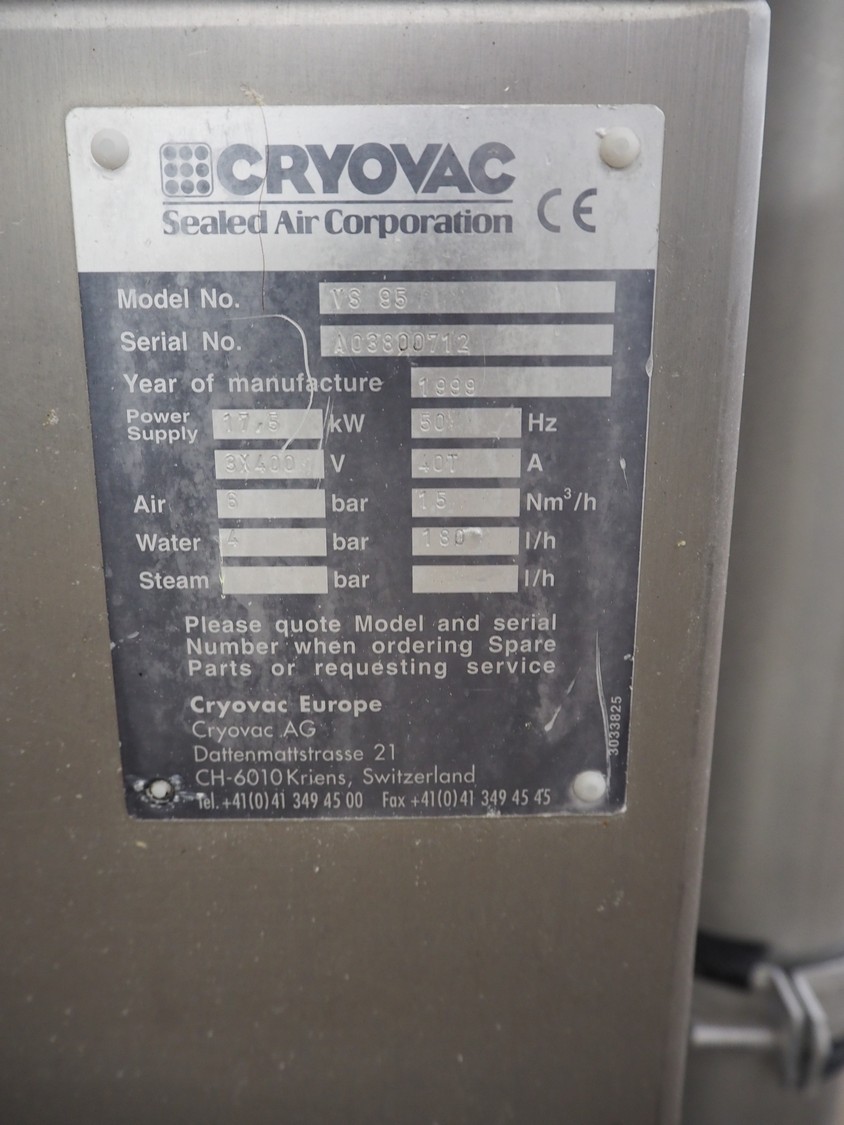 CRYOVAC
Sealed Air Corporation CE
Model No. VS 95
Serial No. A03800712
Year of manufacture 1999
Power Supply 17,5 kW 50 Hz
3X400 V 40T A
Air 6 bar 1,5 Nm³/h
Water 4 bar 180 l/h
Steam bar l/h
Please quote Model and serial
Number when ordering Spare
Parts or requesting service
Cryovac Europe
Cryovac AG
Dattenmattstrasse 21
CH-6010 Kriens, Switzerland
Tel. +41(0)41 349 45 00 Fax +41(0)41 349 45 45
3033825